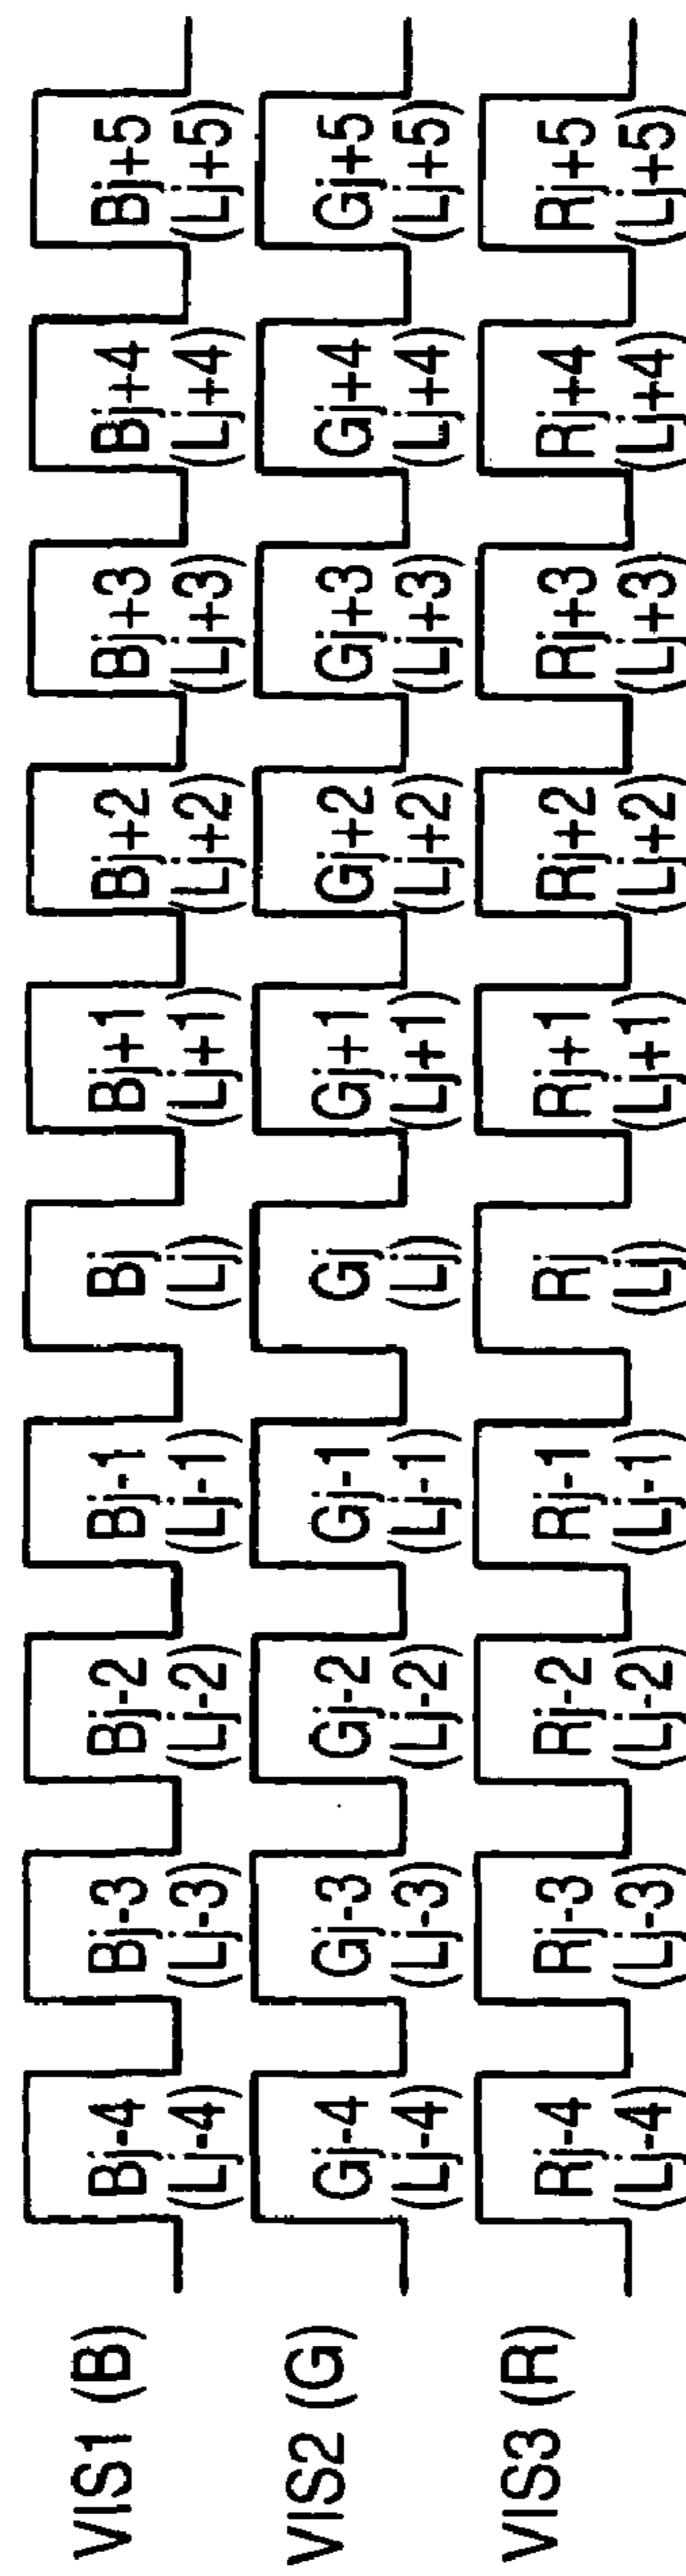 VIS1 (B) Bj-4 Bj-3 Bj-2 Bj-1 Bj Bj+1 Bj+2 Bj+3 Bj+4 Bj+5
(Lj-4) (Lj-3) (Lj-2) (Lj-1) (Lj) (Lj+1) (Lj+2) (Lj+3) (Lj+4) (Lj+5)
VIS2 (G) Gj-4 Gj-3 Gj-2 Gj-1 Gj Gj+1 Gj+2 Gj+3 Gj+4 Gj+5
(Lj-4) (Lj-3) (Lj-2) (Lj-1) (Lj) (Lj+1) (Lj+2) (Lj+3) (Lj+4) (Lj+5)
VIS3 (R) Rj-4 Rj-3 Rj-2 Rj-1 Rj Rj+1 Rj+2 Rj+3 Rj+4 Rj+5
(Lj-4) (Lj-3) (Lj-2) (Lj-1) (Lj) (Lj+1) (Lj+2) (Lj+3) (Lj+4) (Lj+5)